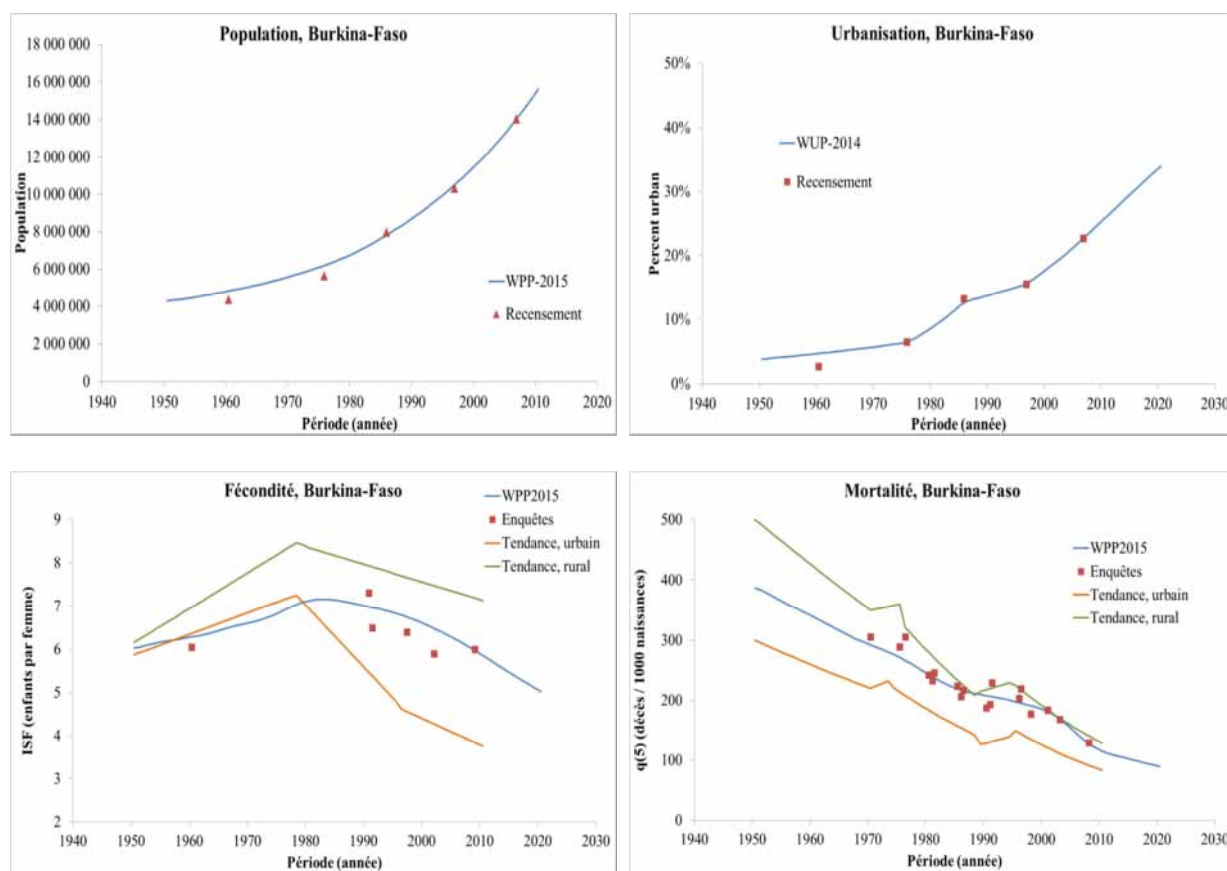 Population, Burkina-Faso
18 000 000
16 000 000
14 000 000
12 000 000
10 000 000
8 000 000
6 000 000
4 000 000
2 000 000
0
Population
WPP-2015
Recensement
1940 1950 1960 1970 1980 1990 2000 2010 2020
Période (année)
Urbanisation, Burkina-Faso
50%
40%
30%
20%
10%
0%
Percent urban
WUP-2014
Recensement
1940 1950 1960 1970 1980 1990 2000 2010 2020 2030
Période (année)
Fécondité, Burkina-Faso
WPP2015
Enquêtes
Tendance, urbain
Tendance, rural
9
8
7
6
5
4
3
2
ISF (enfants par femme)
1940 1950 1960 1970 1980 1990 2000 2010 2020 2030
Période (année)
Mortalité, Burkina-Faso
500
400
300
200
100
0
q(5) (décès / 1000 naissances)
WPP2015
Enquêtes
Tendance, urbain
Tendance, rural
1940 1950 1960 1970 1980 1990 2000 2010 2020 2030
Période (année)